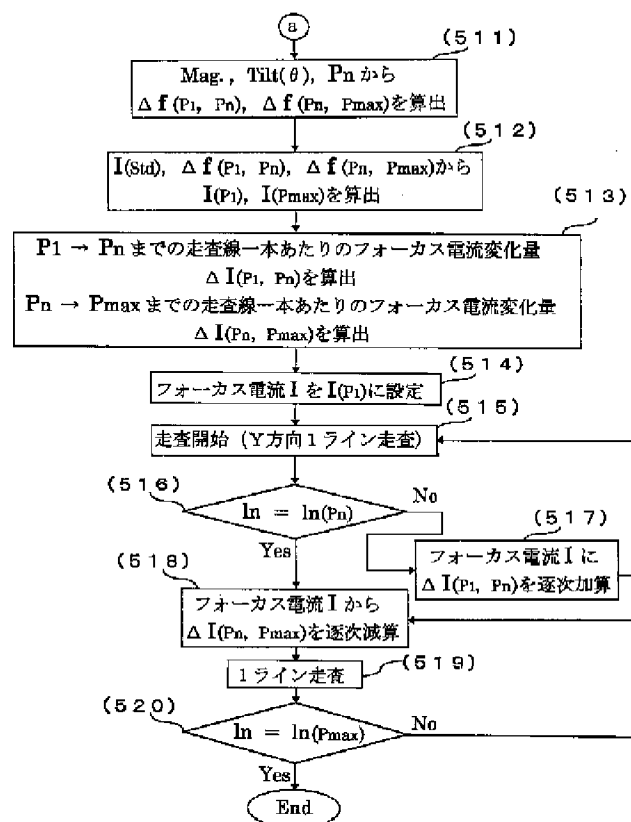 a
(511)
Mag., Tilt(θ), Pnから
Δf(P1, Pn), Δf(Pn, Pmax)を算出
(512)
I(Std), Δf(P1, Pn), Δf(Pn, Pmax)から
I(P1), I(Pmax)を算出
(513)
P1 → Pnまでの走査線一本あたりのフォーカス電流変化量
ΔI(P1, Pn)を算出
Pn → Pmaxまでの走査線一本あたりのフォーカス電流変化量
ΔI(Pn, Pmax)を算出
(514)
フォーカス電流IをI(P1)に設定
(515)
走査開始（Y方向1ライン走査）
(516)
ln = ln(Pn)
No
Yes
(517)
フォーカス電流Iに
ΔI(P1, Pn)を逐次加算
(518)
フォーカス電流Iから
ΔI(Pn, Pmax)を逐次減算
(519)
1ライン走査
(520)
ln = ln(Pmax)
No
Yes
End